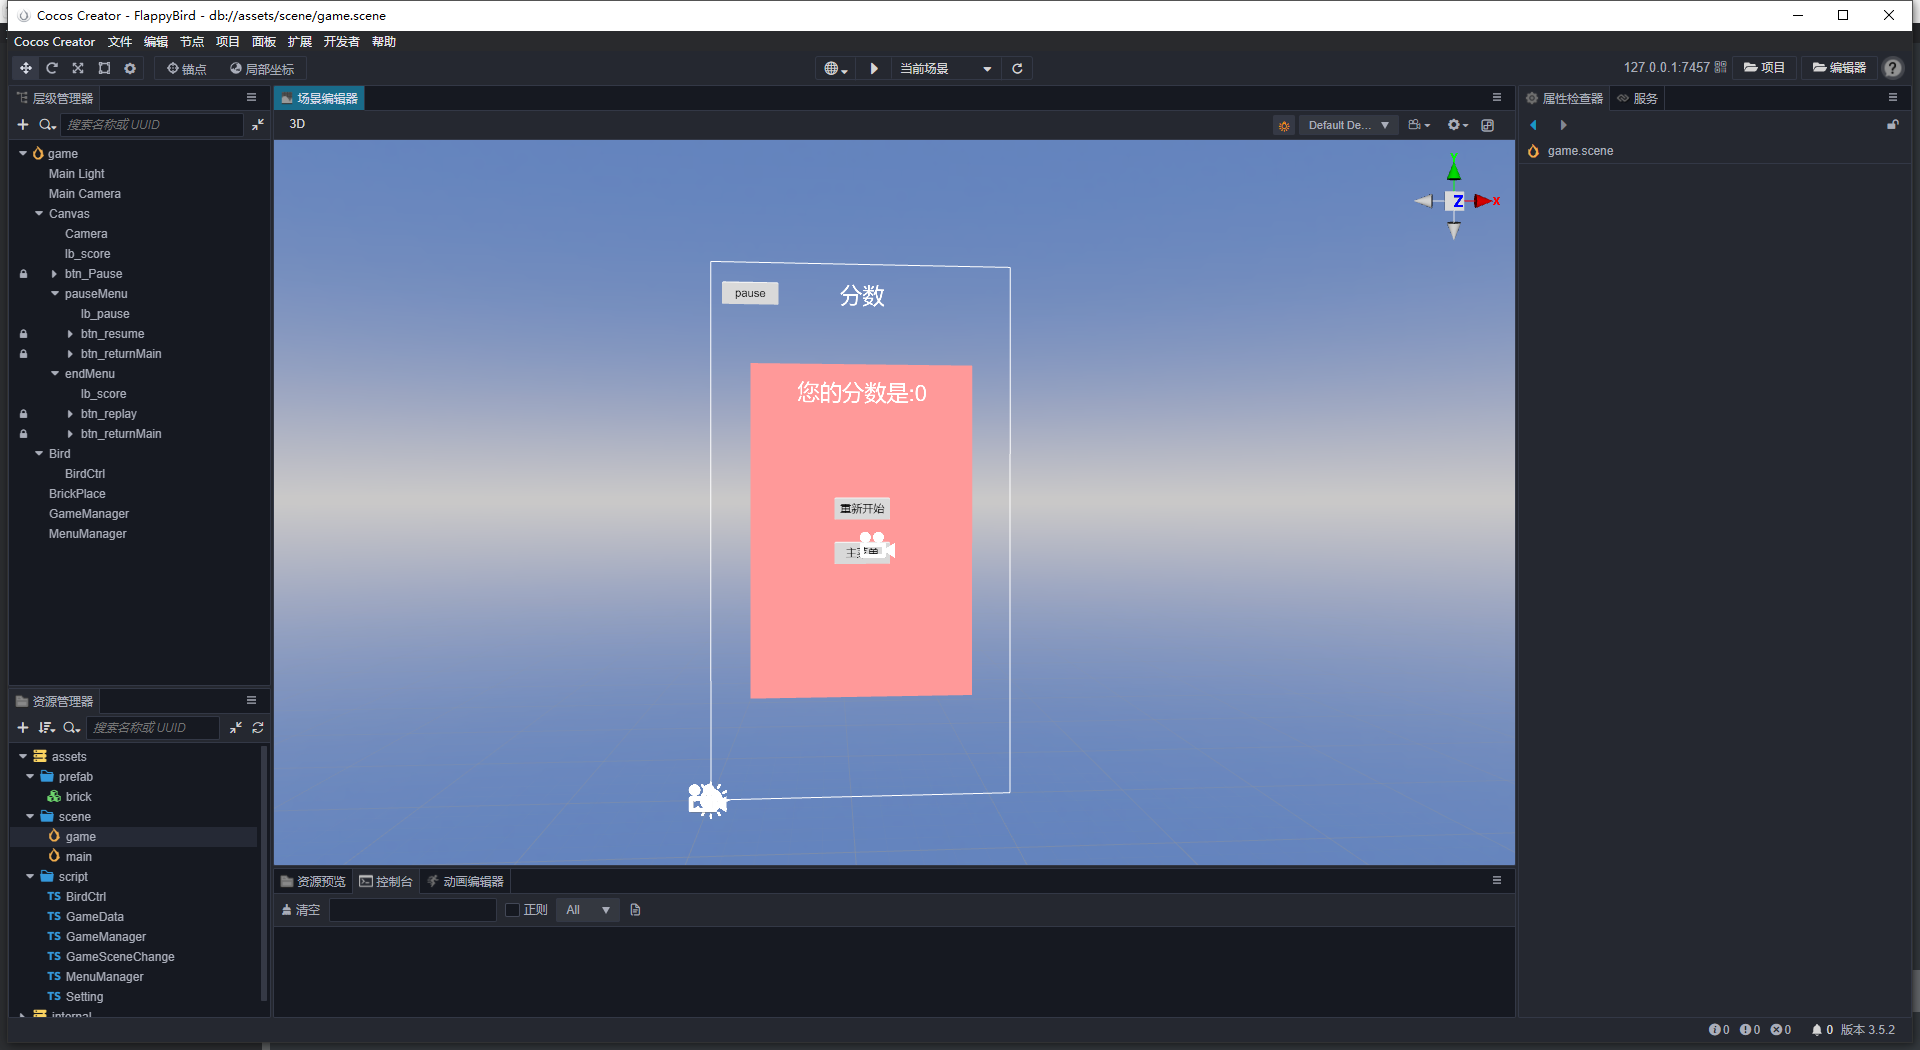 Cocos Creator - FlappyBird - db://assets/scene/game.scene
Cocos Creator 文件 编辑 节点 项目 面板 扩展 开发者 帮助
锚点 局部坐标 当前场景 127.0.0.1:7457 项目 编辑器 ?
层级管理器
搜索名称或 UUID
game
Main Light
Main Camera
Canvas
Camera
lb_score
btn_Pause
pauseMenu
lb_pause
btn_resume
btn_returnMain
endMenu
lb_score
btn_replay
btn_returnMain
Bird
BirdCtrl
BrickPlace
GameManager
MenuManager
资源管理器
搜索名称或 UUID
assets
prefab
brick
scene
game
main
script
TS BirdCtrl
TS GameData
TS GameManager
TS GameSceneChange
TS MenuManager
TS Setting
internal
场景编辑器
3D Default De...
Y
Z X
pause 分数
您的分数是:0
重新开始
资源预览 控制台 动画编辑器
清空 正则 All
属性检查器 服务
game.scene
0 0 0 0 版本 3.5.2